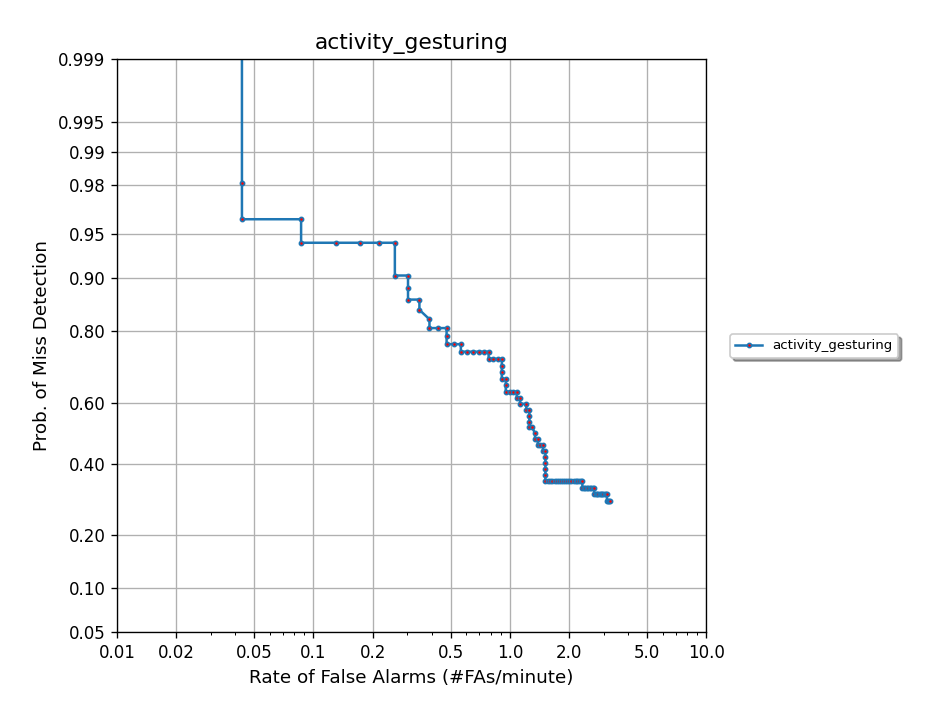 activity_gesturing
0.999
0.995
0.99
0.98
0.95
0.90
0.80
0.60
0.40
0.20
0.10
0.05
Prob. of Miss Detection
0.01 0.02 0.05 0.1 0.2 0.5 1.0 2.0 5.0 10.0
Rate of False Alarms (#FAs/minute)
activity_gesturing